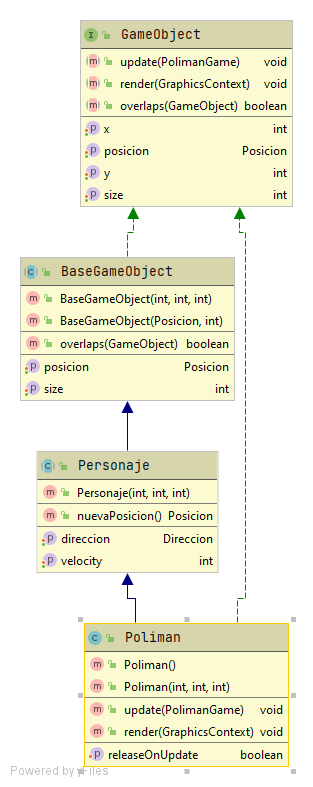 GameObject
update(PolimanGame) void
render(GraphicsContext) void
overlaps(GameObject) boolean
x int
posicion Posicion
y int
size int
BaseGameObject
BaseGameObject(int, int, int)
BaseGameObject(Posicion, int)
overlaps(GameObject) boolean
posicion Posicion
size int
Personaje
Personaje(int, int, int)
nuevaPosicion() Posicion
direccion Direccion
velocity int
Poliman
Poliman()
Poliman(int, int, int)
update(PolimanGame) void
render(GraphicsContext) void
releaseOnUpdate boolean
Powered by yFiles